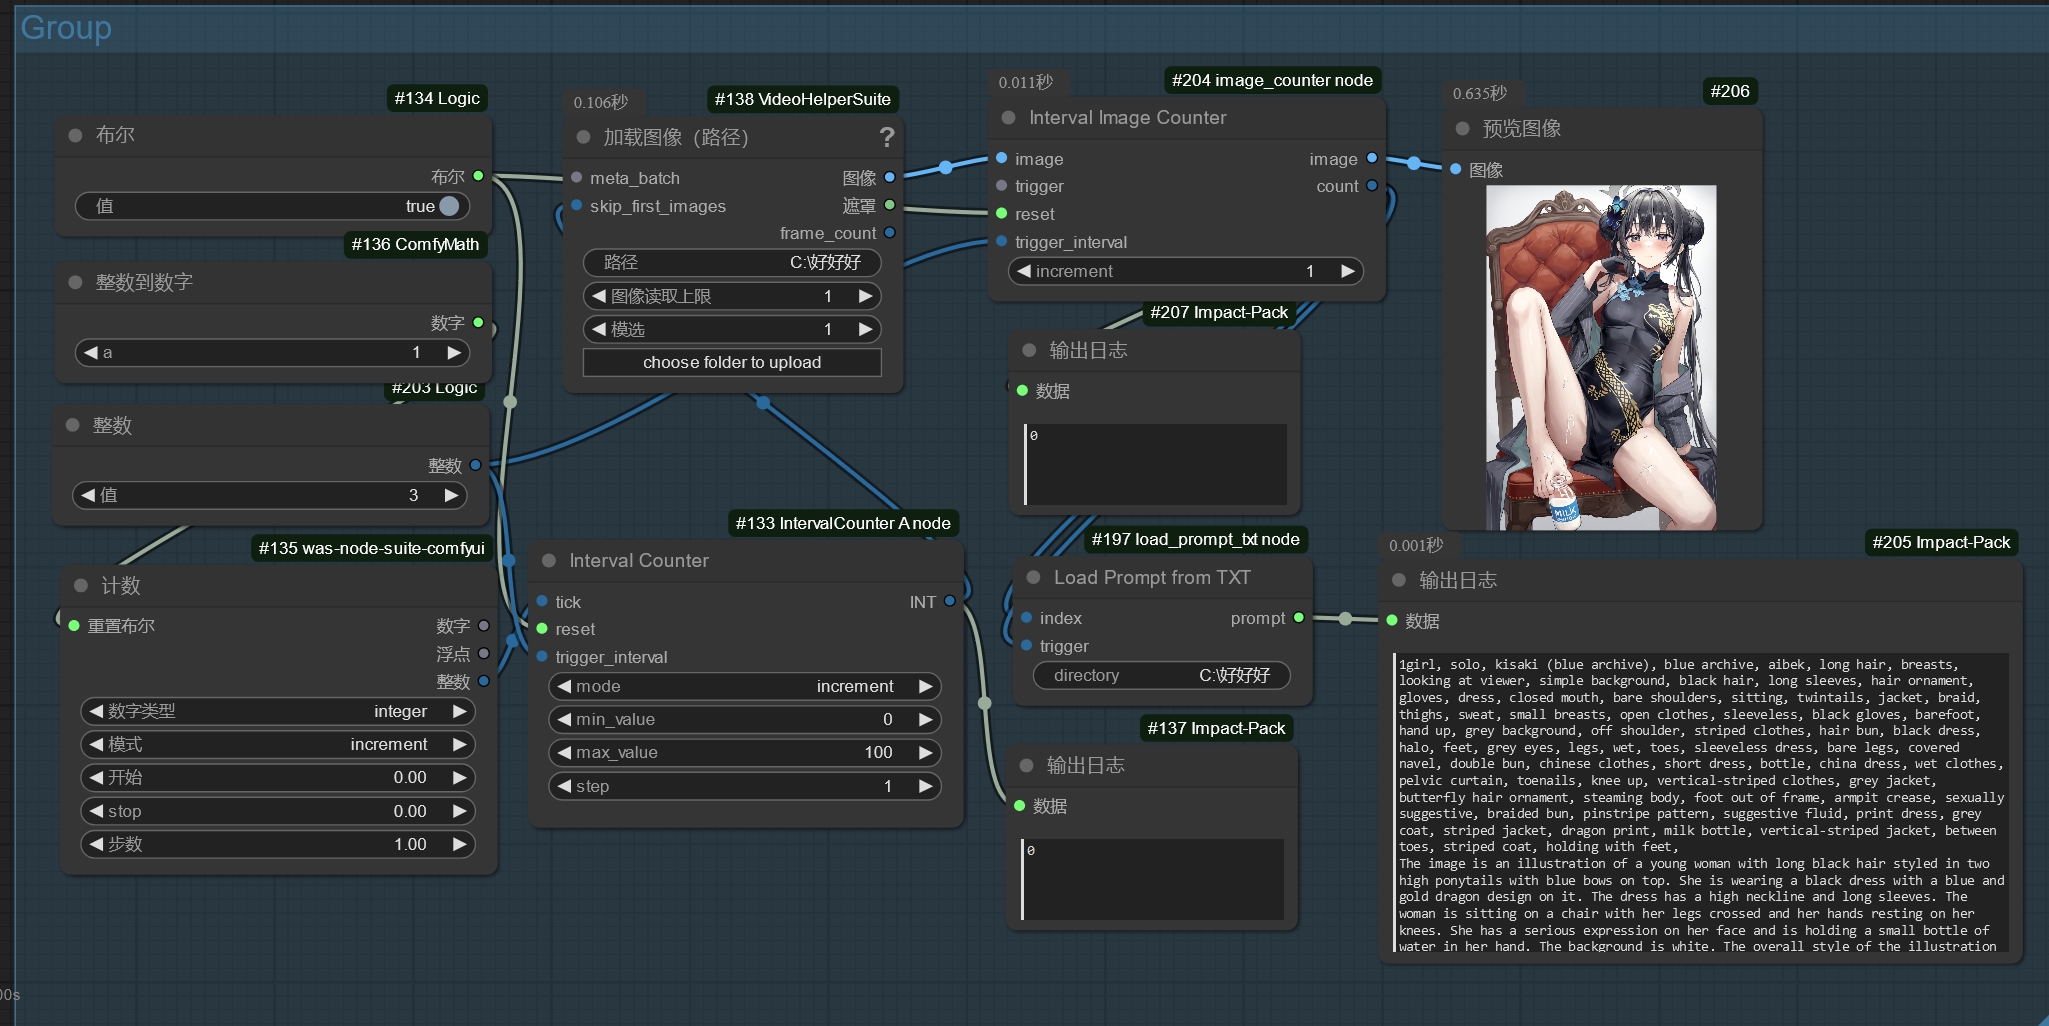 Group
#134 Logic
布尔
布尔
值 true
#136 ComfyMath
整数到数字
数字
a 1
#203 Logic
整数
整数
值 3
#135 was-node-suite-comfyui
计数
重置布尔 数字
浮点
整数
数字类型 integer
模式 increment
开始 0.00
stop 0.00
步数 1.00
0.106秒
#138 VideoHelperSuite
加载图像（路径） ?
meta_batch 图像
skip_first_images 遮罩
frame_count
路径 C:\好好好
图像读取上限 1
模选 1
choose folder to upload
#133 IntervalCounter A node
Interval Counter
tick INT
reset
trigger_interval
mode increment
min_value 0
max_value 100
step 1
0.011秒
#204 image_counter node
Interval Image Counter
image image
trigger count
reset
trigger_interval
increment 1
#207 Impact-Pack
输出日志
数据
0
#197 load_prompt_txt node
Load Prompt from TXT
index prompt
trigger
directory C:\好好好
#137 Impact-Pack
输出日志
数据
0
0.635秒
#206
预览图像
图像
MILK
0.001秒
#205 Impact-Pack
输出日志
数据
1girl, solo, kisaki (blue archive), blue archive, aibek, long hair, breasts,
looking at viewer, simple background, black hair, long sleeves, hair ornament,
gloves, dress, closed mouth, bare shoulders, sitting, twintails, jacket, braid,
thighs, sweat, small breasts, open clothes, sleeveless, black gloves, barefoot,
hand up, grey background, off shoulder, striped clothes, hair bun, black dress,
halo, feet, grey eyes, legs, wet, toes, sleeveless dress, bare legs, covered
navel, double bun, chinese clothes, short dress, bottle, china dress, wet clothes,
pelvic curtain, toenails, knee up, vertical-striped clothes, grey jacket,
butterfly hair ornament, steaming body, foot out of frame, armpit crease, sexually
suggestive, braided bun, pinstripe pattern, suggestive fluid, print dress, grey
coat, striped jacket, dragon print, milk bottle, vertical-striped jacket, between
toes, striped coat, holding with feet,
The image is an illustration of a young woman with long black hair styled in two
high ponytails with blue bows on top. She is wearing a black dress with a blue and
gold dragon design on it. The dress has a high neckline and long sleeves. The
woman is sitting on a chair with her legs crossed and her hands resting on her
knees. She has a serious expression on her face and is holding a small bottle of
water in her hand. The background is white. The overall style of the illustration
00s